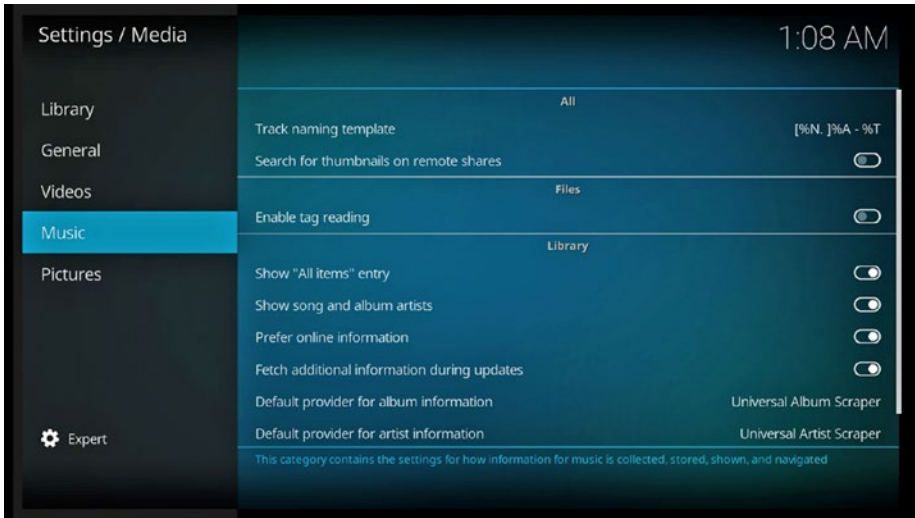 Settings / Media
1:08 AM
Library
General
Videos
Music
Pictures
Expert
All
Track naming template [%N. ]%A - %T
Search for thumbnails on remote shares
Files
Enable tag reading
Library
Show "All items" entry
Show song and album artists
Prefer online information
Fetch additional information during updates
Default provider for album information Universal Album Scraper
Default provider for artist information Universal Artist Scraper
This category contains the settings for how information for music is collected, stored, shown, and navigated